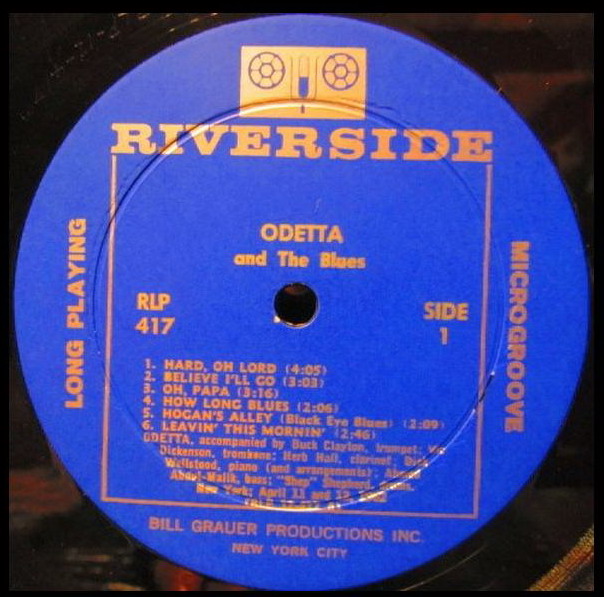 RIVERSIDE
LONG PLAYING
MICROGROOVE
ODETTA
and The Blues
RLP
417
SIDE
1
1. HARD, OH LORD (4:05)
2. BELIEVE I'LL GO (3:03)
3. OH, PAPA (3:16)
4. HOW LONG BLUES (2:06)
5. HOGAN'S ALLEY (Black Eye Blues) (2:09)
6. LEAVIN' THIS MORNIN' (2:46)
ODETTA, accompanied by Buck Clayton, trumpet; Vic
Dickenson, trombone; Herb Hall, clarinet; Dick
Wellstood, piano (and arrangements); Ahmed
Abdul-Malik, bass; "Shep" Shepherd, drums.
New York; April 11 and 12,
BILL GRAUER PRODUCTIONS INC.
NEW YORK CITY